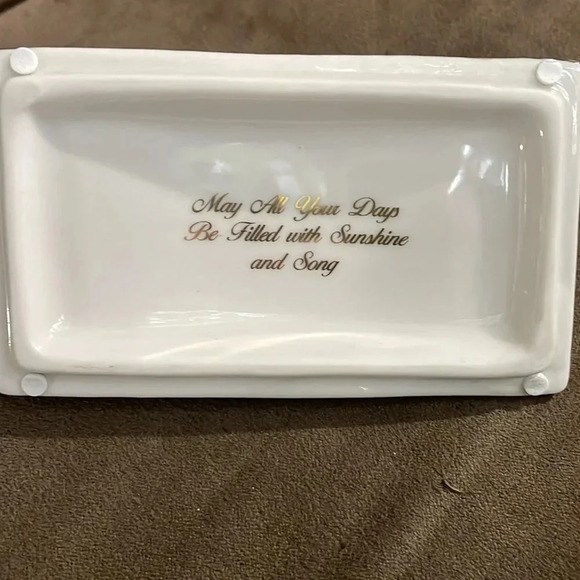 May All Your Days
Be Filled with Sunshine
and Song